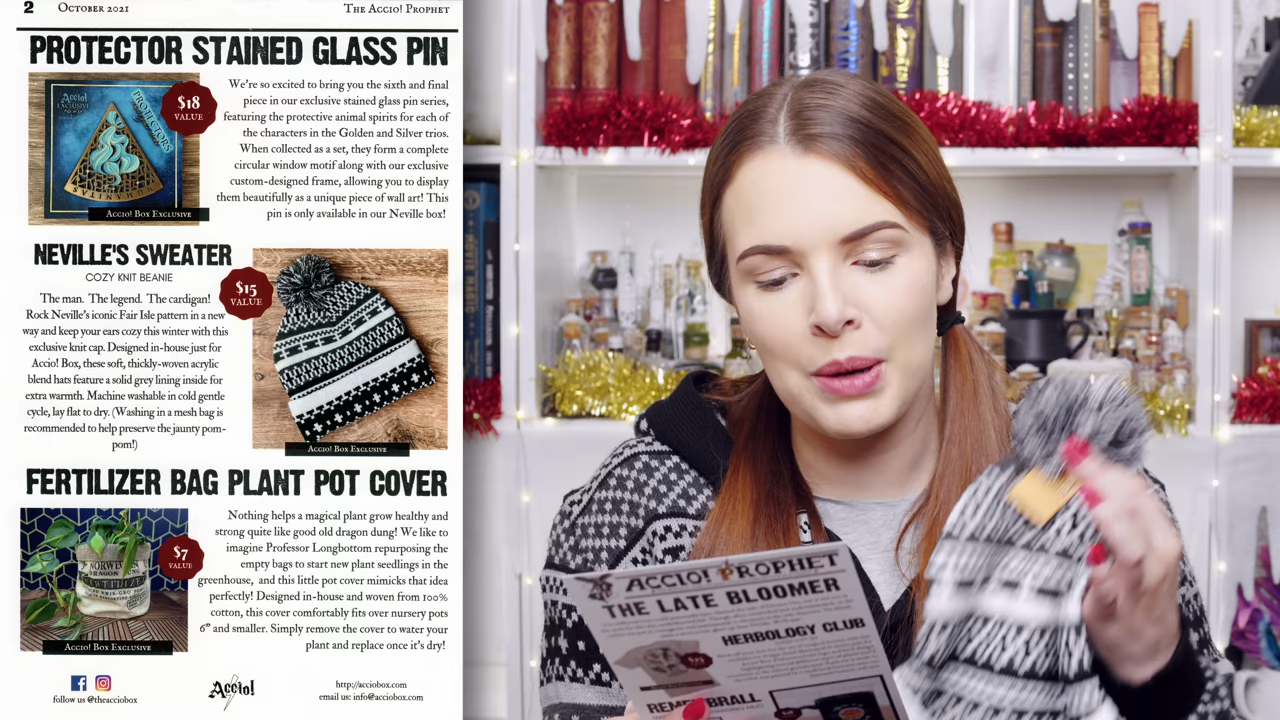 2 October 2021 The Accio! Prophet
PROTECTOR STAINED GLASS PIN
Accio!
EXCLUSIVE
PROTECTORS
HUMANITAS
$18
VALUE
Accio! Box Exclusive
We're so excited to bring you the sixth and final
piece in our exclusive stained glass pin series,
featuring the protective animal spirits for each of
the characters in the Golden and Silver trios.
When collected as a set, they form a complete
circular window motif along with our exclusive
custom-designed frame, allowing you to display
them beautifully as a unique piece of wall art! This
pin is only available in our Neville box!
NEVILLE'S SWEATER
COZY KNIT BEANIE
The man. The legend. The cardigan!
Rock Neville's iconic Fair Isle pattern in a new
way and keep your ears cozy this winter with this
exclusive knit cap. Designed in-house just for
Accio! Box, these soft, thickly-woven acrylic
blend hats feature a solid grey lining inside for
extra warmth. Machine washable in cold gentle
cycle, lay flat to dry. (Washing in a mesh bag is
recommended to help preserve the jaunty pom-
pom!)
$15
VALUE
Accio! Box Exclusive
FERTILIZER BAG PLANT POT COVER
DRAGON
FERTILIZER
$7
VALUE
Accio! Box Exclusive
Nothing helps a magical plant grow healthy and
strong quite like good old dragon dung! We like to
imagine Professor Longbottom repurposing the
empty bags to start new plant seedlings in the
greenhouse, and this little pot cover mimicks that idea
perfectly! Designed in-house and woven from 100%
cotton, this cover comfortably fits over nursery pots
6" and smaller. Simply remove the cover to water your
plant and replace once it's dry!
follow us @theacciobox
Accio!
http://acciobox.com
email us: info@acciobox.com
ACCIO! PROPHET
THE LATE BLOOMER
HERBOLOGY CLUB